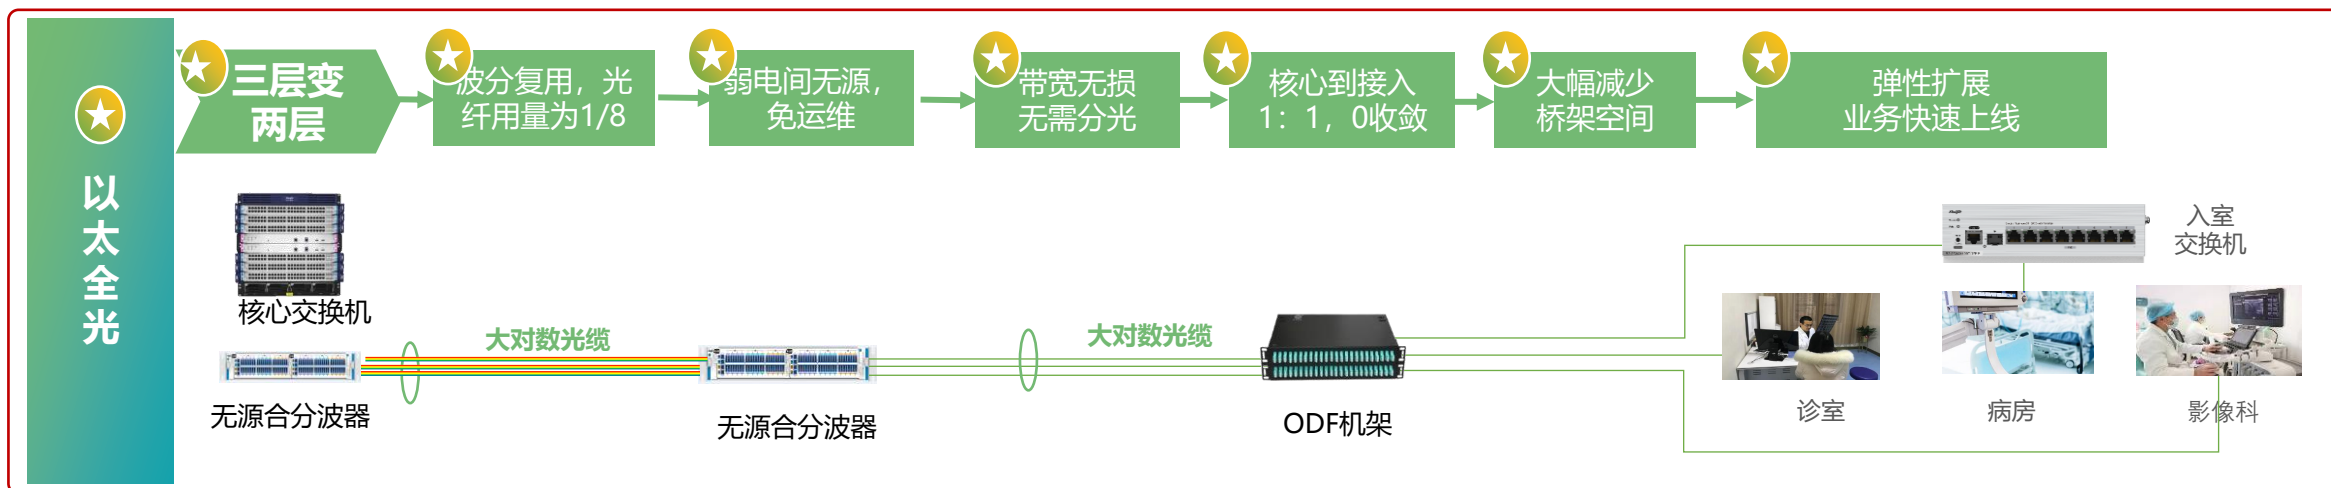 以太全光
三层变
两层
波分复用，光
纤用量为1/8
弱电间无源，
免运维
带宽无损
无需分光
核心到接入
1：1，0收敛
大幅减少
桥架空间
弹性扩展
业务快速上线
核心交换机
入室
交换机
大对数光缆
大对数光缆
无源合分波器
无源合分波器
ODF机架
诊室
病房
影像科